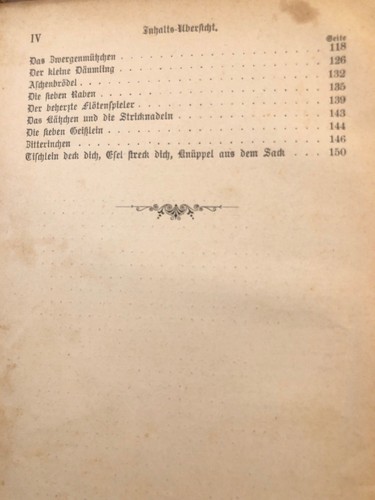 IV Inhalts-Übersicht.
Seite
Das Zwergenmützchen . . . . . . . . . . . . 118
Der kleine Däumling . . . . . . . . . . . . 126
Aschenbrödel . . . . . . . . . . . . 132
Die sieben Raben . . . . . . . . . . . . 135
Der beherzte Flötenspieler . . . . . . . . . . . . 139
Das Kätzchen und die Stricknadeln . . . . . . . . . . . . 143
Die sieben Geißlein . . . . . . . . . . . . 144
Zitterinchen . . . . . . . . . . . . 146
Tischlein deck dich, Esel streck dich, Knüppel aus dem Sack . . . . 150